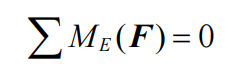 ∑ M_E(F) = 0